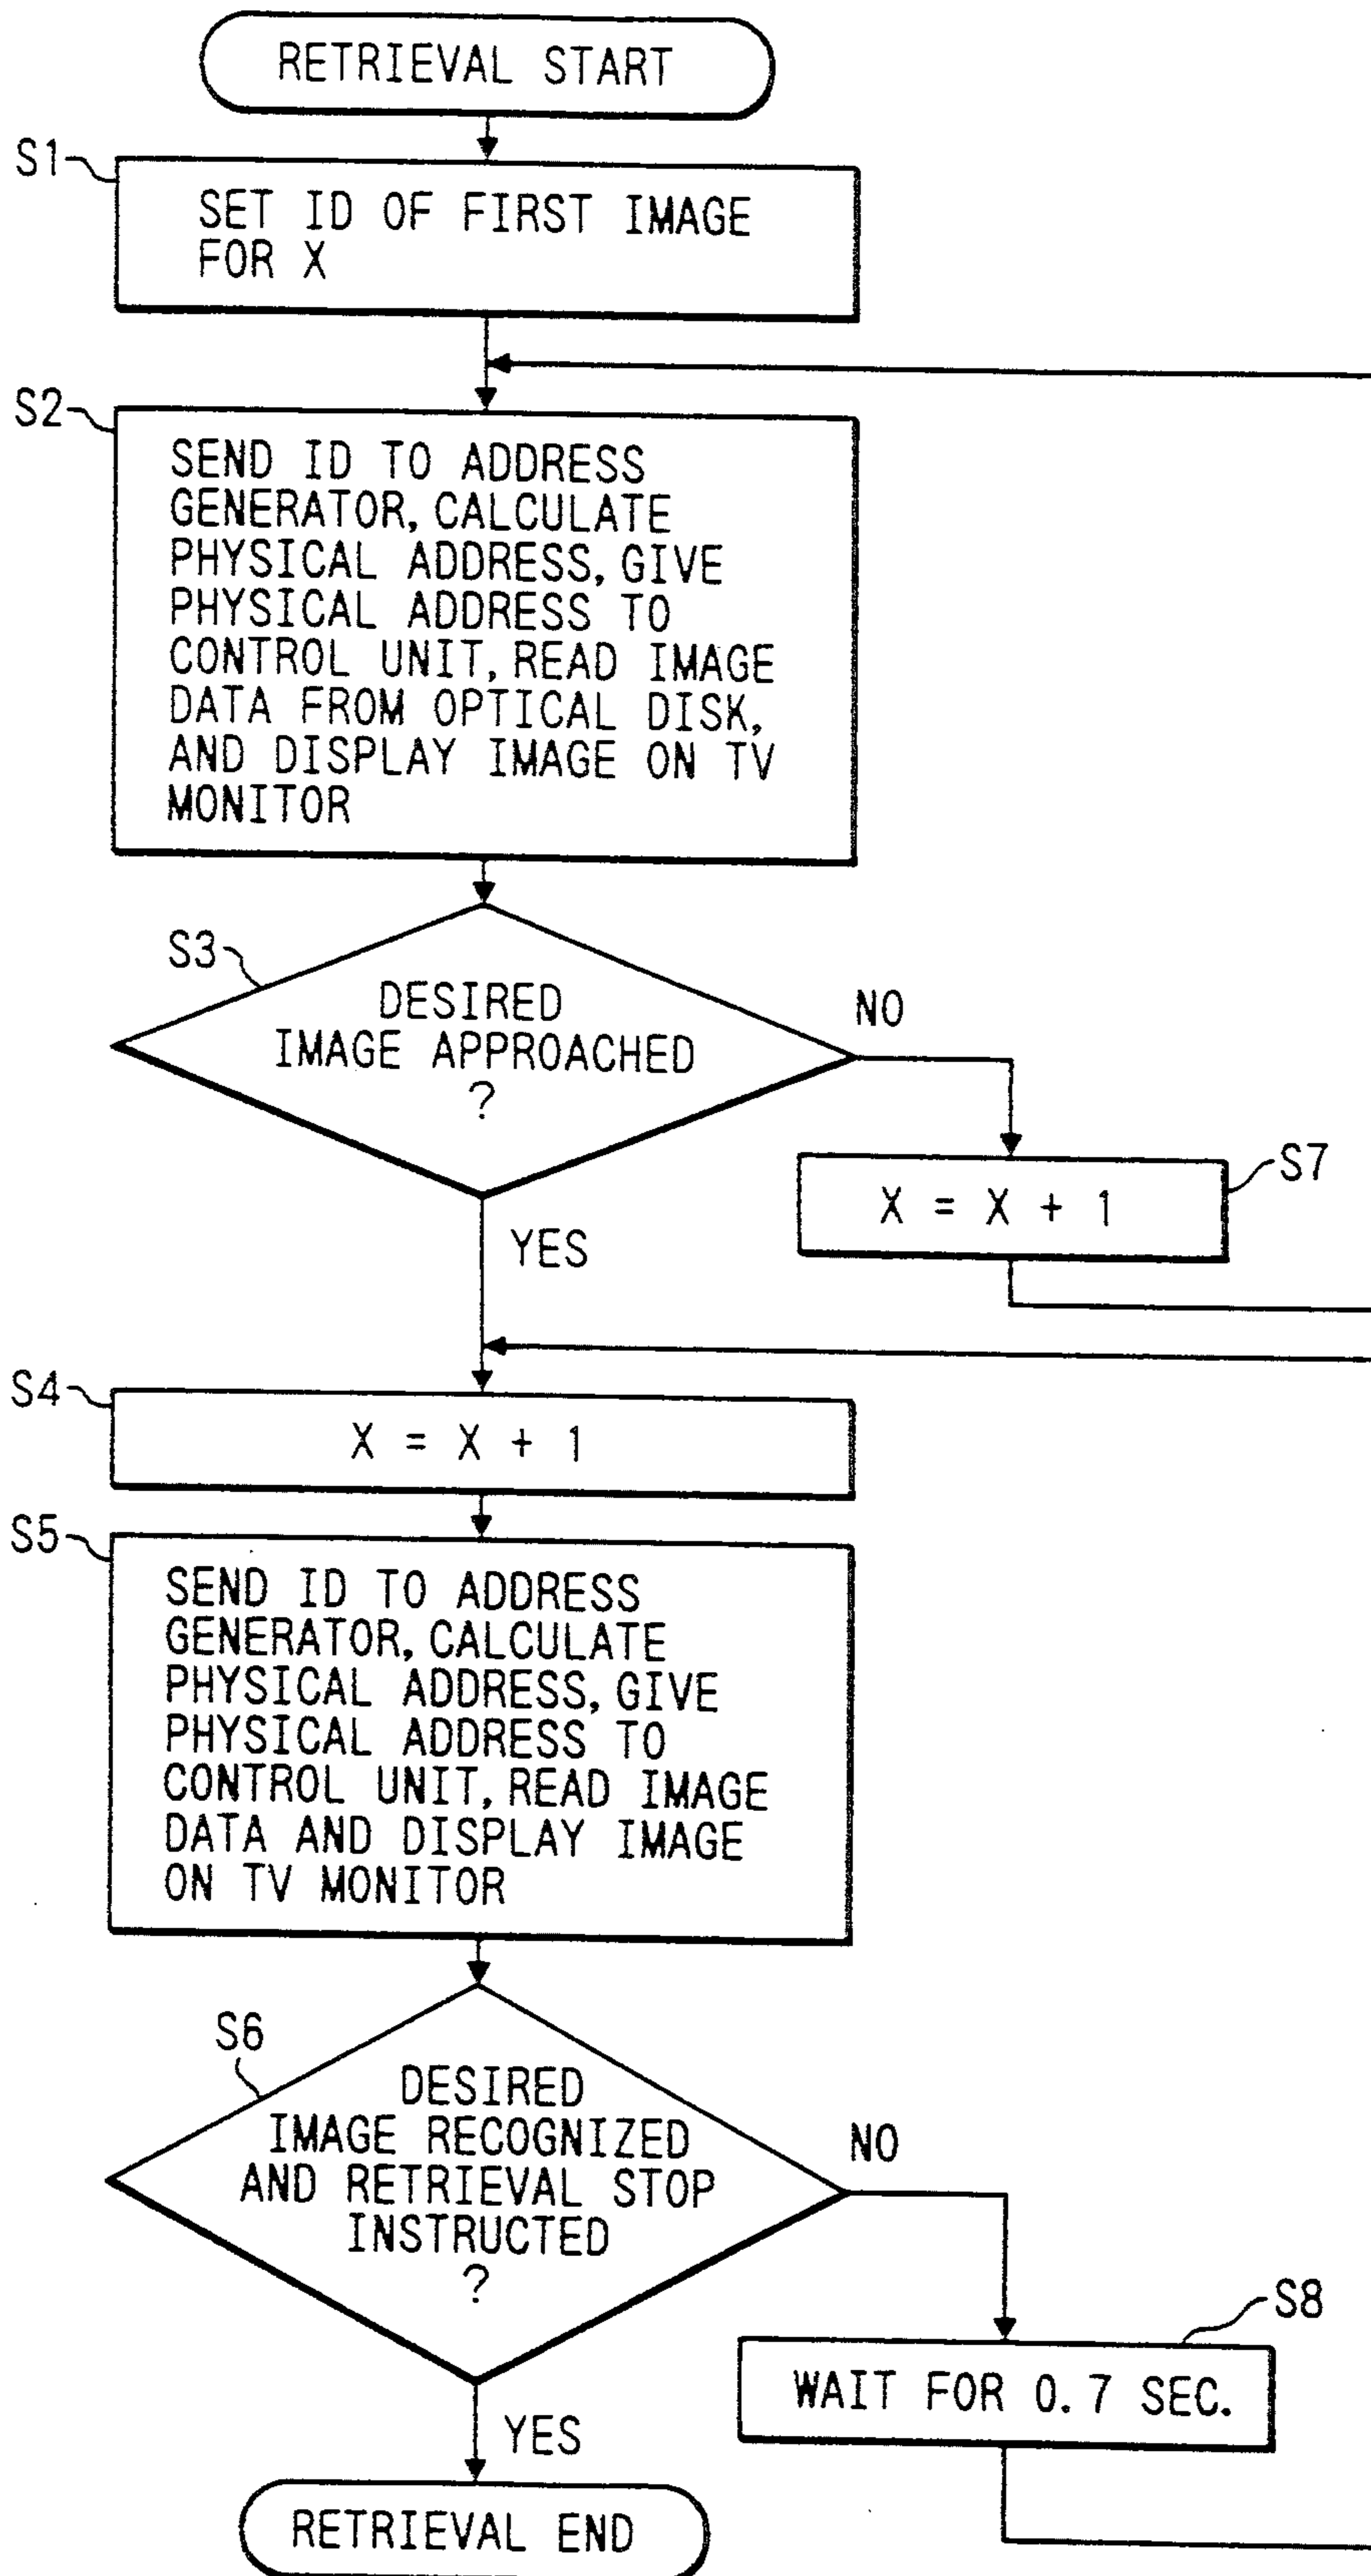 RETRIEVAL START
S1
SET ID OF FIRST IMAGE
FOR X
S2
SEND ID TO ADDRESS
GENERATOR, CALCULATE
PHYSICAL ADDRESS, GIVE
PHYSICAL ADDRESS TO
CONTROL UNIT, READ IMAGE
DATA FROM OPTICAL DISK,
AND DISPLAY IMAGE ON TV
MONITOR
S3
DESIRED
IMAGE APPROACHED
?
NO
S7
X = X + 1
YES
S4
X = X + 1
S5
SEND ID TO ADDRESS
GENERATOR, CALCULATE
PHYSICAL ADDRESS, GIVE
PHYSICAL ADDRESS TO
CONTROL UNIT, READ IMAGE
DATA AND DISPLAY IMAGE
ON TV MONITOR
S6
DESIRED
IMAGE RECOGNIZED
AND RETRIEVAL STOP
INSTRUCTED
?
NO
S8
WAIT FOR 0.7 SEC.
YES
RETRIEVAL END